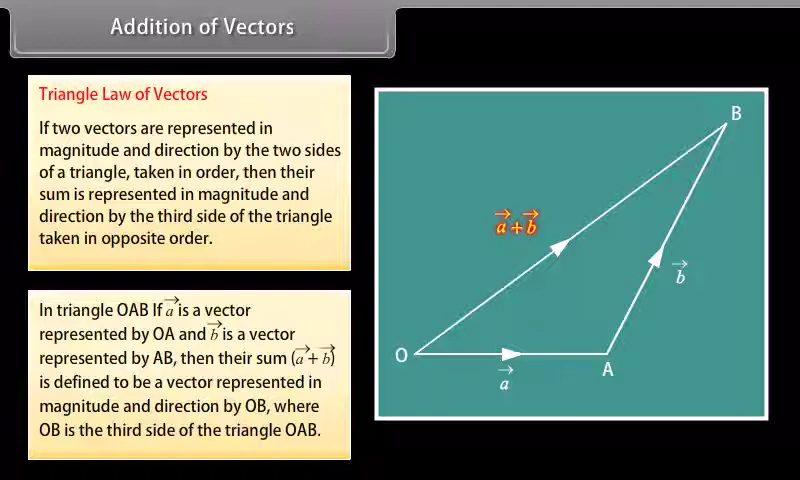 Addition of Vectors
Triangle Law of Vectors
If two vectors are represented in
magnitude and direction by the two sides
of a triangle, taken in order, then their
sum is represented in magnitude and
direction by the third side of the triangle
taken in opposite order.
In triangle OAB If a⃗ is a vector
represented by OA and b⃗ is a vector
represented by AB, then their sum (a⃗ + b⃗)
is defined to be a vector represented in
magnitude and direction by OB, where
OB is the third side of the triangle OAB.
B
a⃗ + b⃗
b⃗
O
A
a⃗